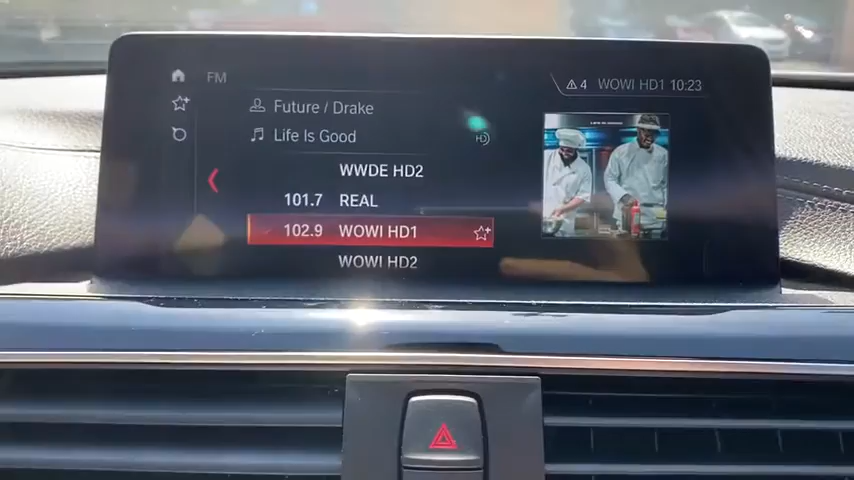 FM
4 WOWI HD1 10:23
Future / Drake
Life Is Good
HD
WWDE HD2
101.7 REAL
102.9 WOWI HD1
WOWI HD2